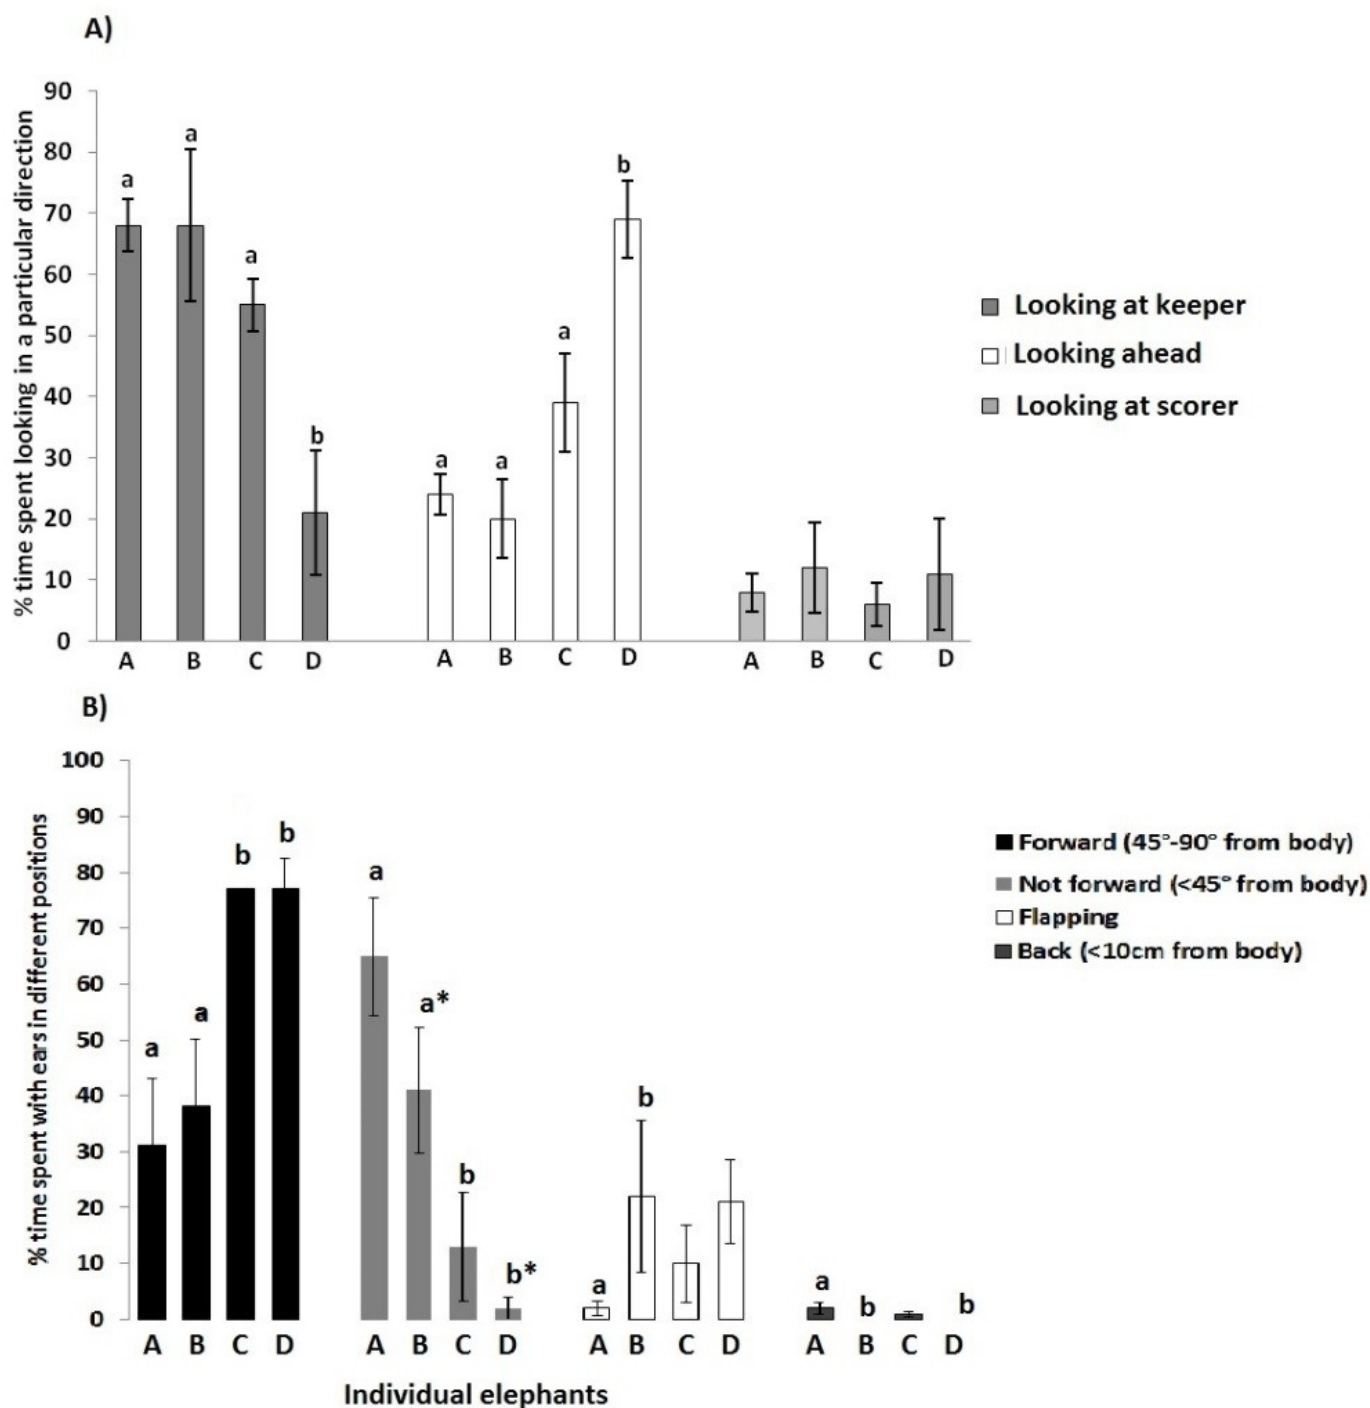 A)
% time spent looking in a particular direction
90
80
70
60
50
40
30
20
10
0
a
a
a
b
a
a
a
b
A B C D A B C D A B C D
Looking at keeper
Looking ahead
Looking at scorer
B)
% time spent with ears in different positions
100
90
80
70
60
50
40
30
20
10
0
a
a
b
b
a
a*
b
b*
a
b
a
b
b
A B C D A B C D A B C D A B C D
Forward (45°-90° from body)
Not forward (<45° from body)
Flapping
Back (<10cm from body)
Individual elephants